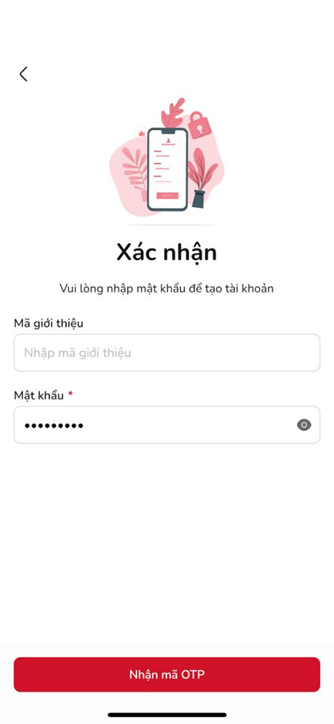 Xác nhận
Vui lòng nhập mật khẩu để tạo tài khoản
Mã giới thiệu
Nhập mã giới thiệu
Mật khẩu *
•••••••••
Nhận mã OTP